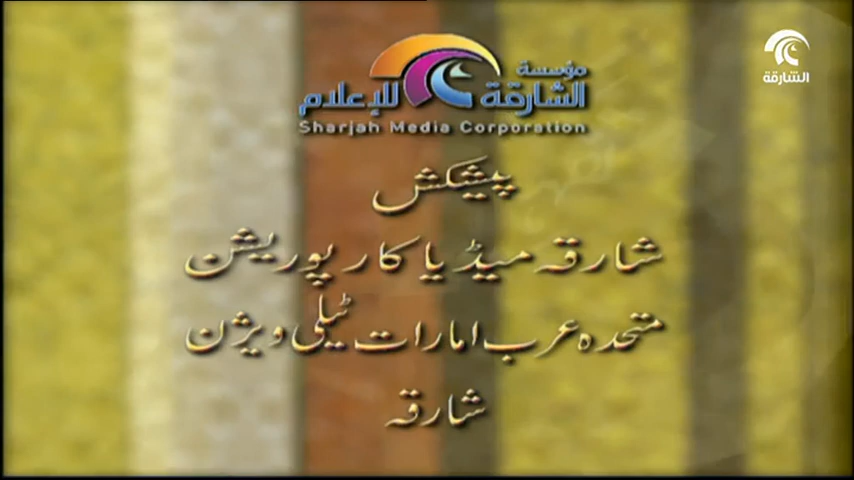 الشارقة
مؤسسة
الشارقة للإعلام
Sharjah Media Corporation
پیشکش
شارقہ میڈیا کارپوریشن
متحدہ عرب امارات ٹیلی ویژن
شارقہ